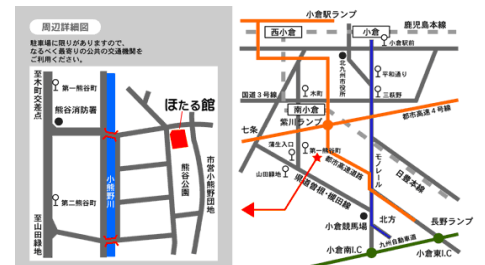 周辺詳細図
駐車場に限りがありますので、
なるべく最寄りの公共の交通機関を
ご利用ください。
至木町交差点
第一熊谷町
熊谷消防署
ほたる館
小熊野川
熊谷公園
市営小熊野団地
第二熊谷町
至山田緑地
小倉駅ランプ
鹿児島本線
西小倉
小倉
小倉駅前
北九州市役所
平和通り
国道3号線
木町
三萩野
南小倉
紫川ランプ
都市高速4号線
七条
蒲生入口
第一熊谷町
都市高速道路
モノレール
日豊本線
山田緑地
県道曽根・横田線
小倉競馬場
北方
長野ランプ
九州自動車道
小倉南I.C
小倉東I.C